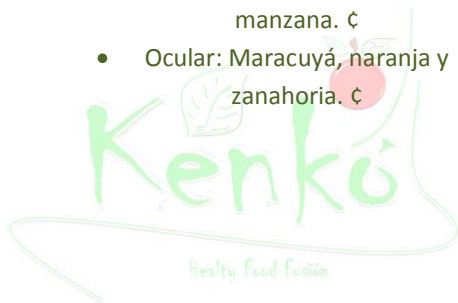 manzana. ¢
• Ocular: Maracuyá, naranja y
zanahoria. ¢
Kenkó
Healty Food Fusión